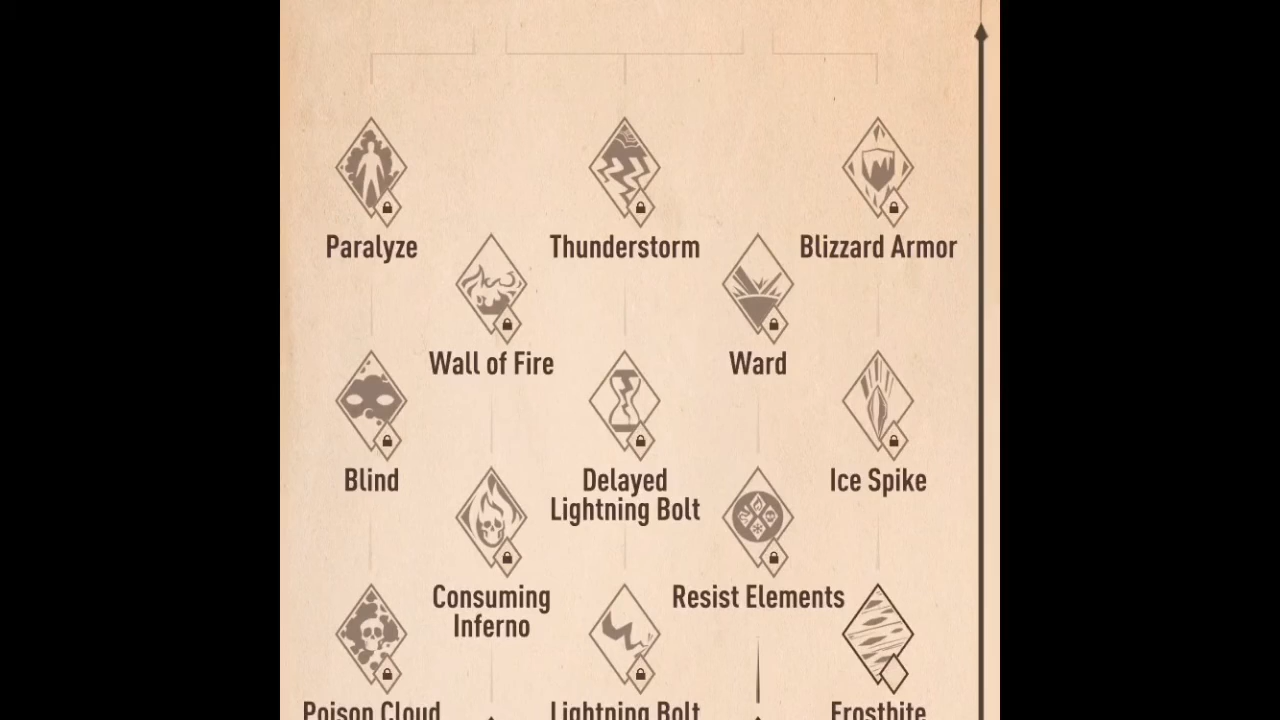 Paralyze
Thunderstorm
Blizzard Armor
Wall of Fire
Ward
Blind
Delayed
Lightning Bolt
Ice Spike
Consuming
Inferno
Resist Elements
Poison Cloud
Lightning Bolt
Frostbite